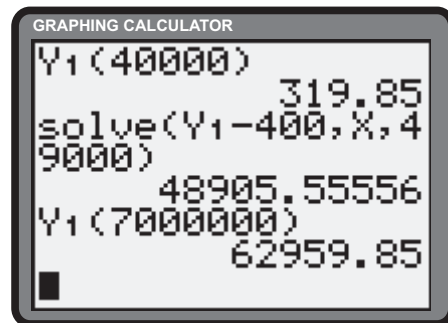 GRAPHING CALCULATOR
Y₁(40000)
319.85
solve(Y₁-400,X,4
9000)
48905.55556
Y₁(7000000)
62959.85